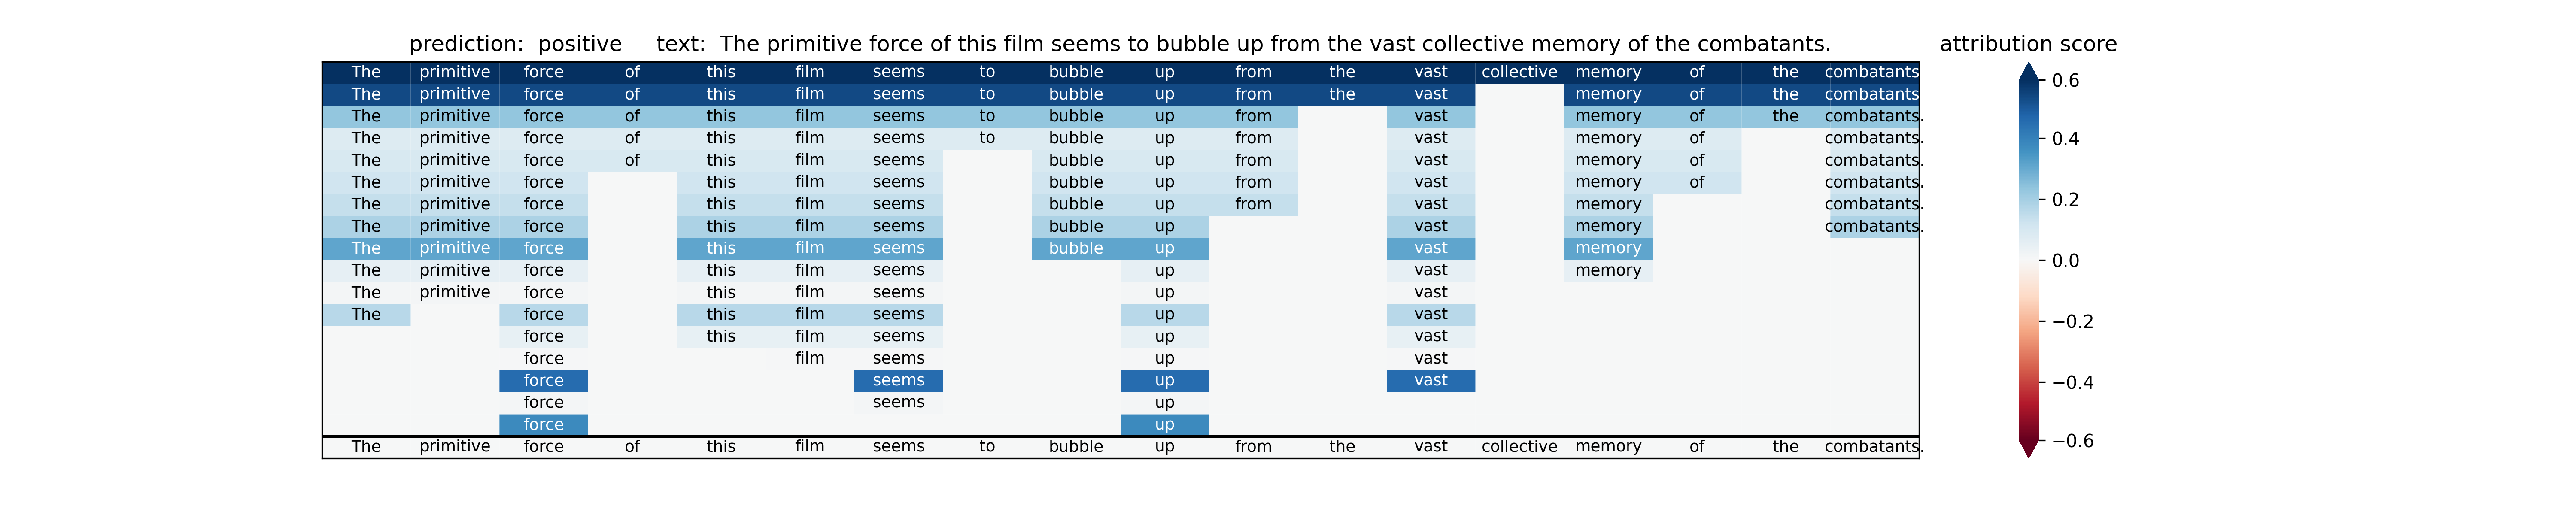 prediction: positive text: The primitive force of this film seems to bubble up from the vast collective memory of the combatants. attribution score
The primitive force of this film seems to bubble up from the vast collective memory of the combatants.
The primitive force of this film seems to bubble up from the vast memory of the combatants.
The primitive force of this film seems to bubble up from vast memory of the combatants.
The primitive force of this film seems to bubble up from vast memory of combatants.
The primitive force of this film seems bubble up from vast memory of combatants.
The primitive force this film seems bubble up from vast memory of combatants.
The primitive force this film seems bubble up from vast memory combatants.
The primitive force this film seems bubble up vast memory combatants.
The primitive force this film seems bubble up vast memory
The primitive force this film seems up vast memory
The primitive force this film seems up vast
The force this film seems up vast
force this film seems up vast
force film seems up vast
force seems up vast
force seems up
force up
The primitive force of this film seems to bubble up from the vast collective memory of the combatants.
0.6
0.4
0.2
0.0
−0.2
−0.4
−0.6